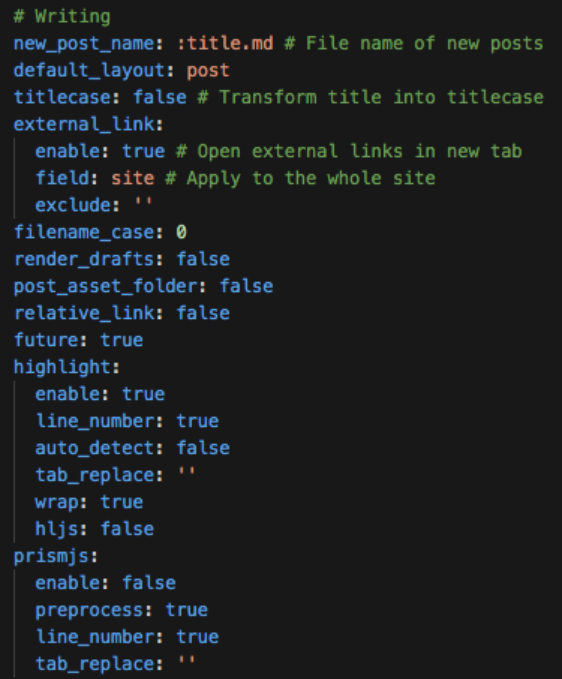 # Writing
new_post_name: :title.md # File name of new posts
default_layout: post
titlecase: false # Transform title into titlecase
external_link:
  enable: true # Open external links in new tab
  field: site # Apply to the whole site
  exclude: ''
filename_case: 0
render_drafts: false
post_asset_folder: false
relative_link: false
future: true
highlight:
  enable: true
  line_number: true
  auto_detect: false
  tab_replace: ''
  wrap: true
  hljs: false
prismjs:
  enable: false
  preprocess: true
  line_number: true
  tab_replace: ''